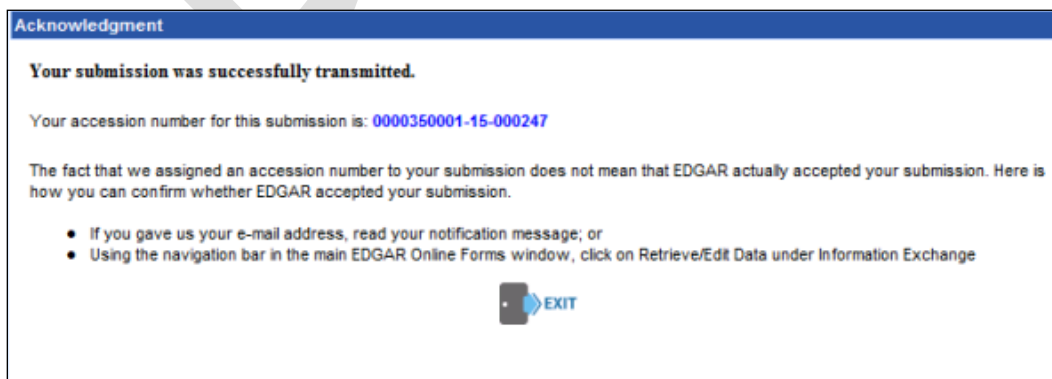 Acknowledgment
Your submission was successfully transmitted.
Your accession number for this submission is: 0000350001-15-000247
The fact that we assigned an accession number to your submission does not mean that EDGAR actually accepted your submission. Here is
how you can confirm whether EDGAR accepted your submission.
• If you gave us your e-mail address, read your notification message; or
• Using the navigation bar in the main EDGAR Online Forms window, click on Retrieve/Edit Data under Information Exchange
EXIT